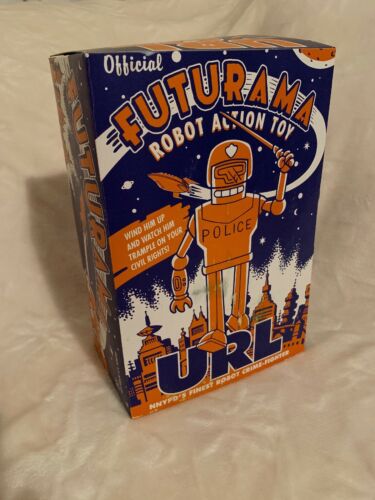 Official
FUTURAMA
ROBOT ACTION TOY
WIND HIM UP
AND WATCH HIM
TRAMPLE ON YOUR
CIVIL RIGHTS!
POLICE
URL
NNYPD'S FINEST ROBOT CRIME-FIGHTER
FUTURAMA